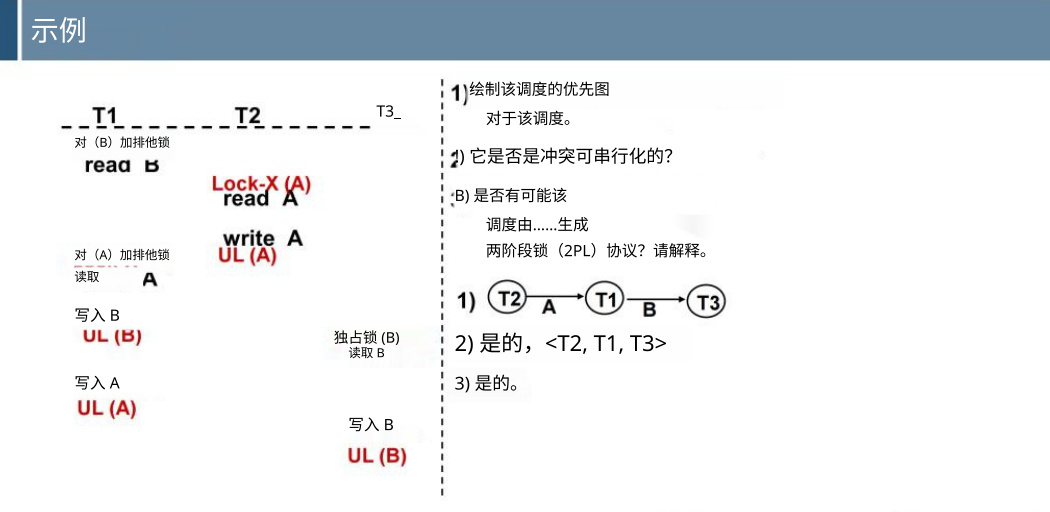 示例
T1 T2 T3_
对（B）加排他锁
read B
Lock-X (A)
read A
write A
UL (A)
对（A）加排他锁
读取 A
写入 B
UL (B)
独占锁 (B)
读取 B
写入 A
UL (A)
写入 B
UL (B)
1)绘制该调度的优先图
对于该调度。
2) 它是否是冲突可串行化的？
B) 是否有可能该
调度由......生成
两阶段锁（2PL）协议？请解释。
1) T2 A T1 B T3
2) 是的，<T2, T1, T3>
3) 是的。